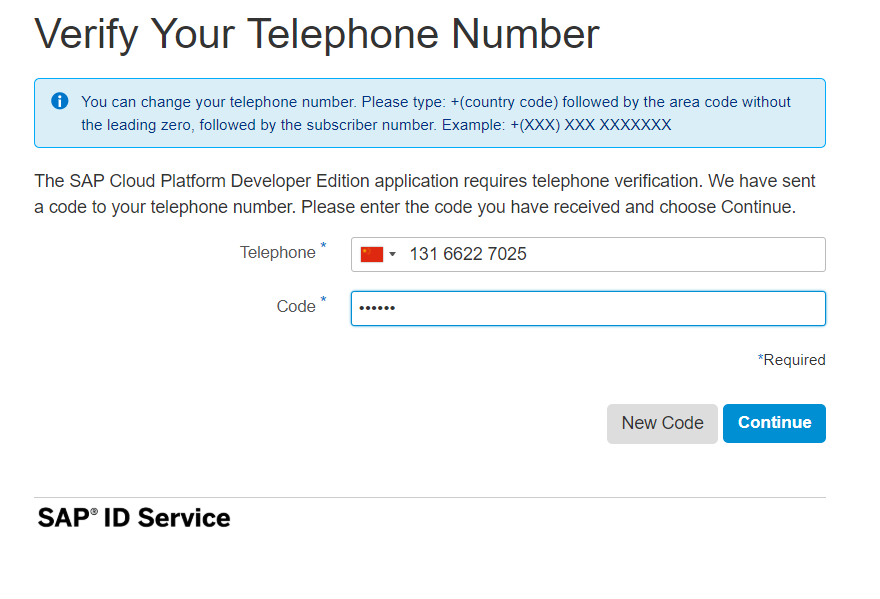 Verify Your Telephone Number
You can change your telephone number. Please type: +(country code) followed by the area code without
the leading zero, followed by the subscriber number. Example: +(XXX) XXX XXXXXXX
The SAP Cloud Platform Developer Edition application requires telephone verification. We have sent
a code to your telephone number. Please enter the code you have received and choose Continue.
Telephone * 131 6622 7025
Code * ••••••
*Required
New Code Continue
SAP® ID Service